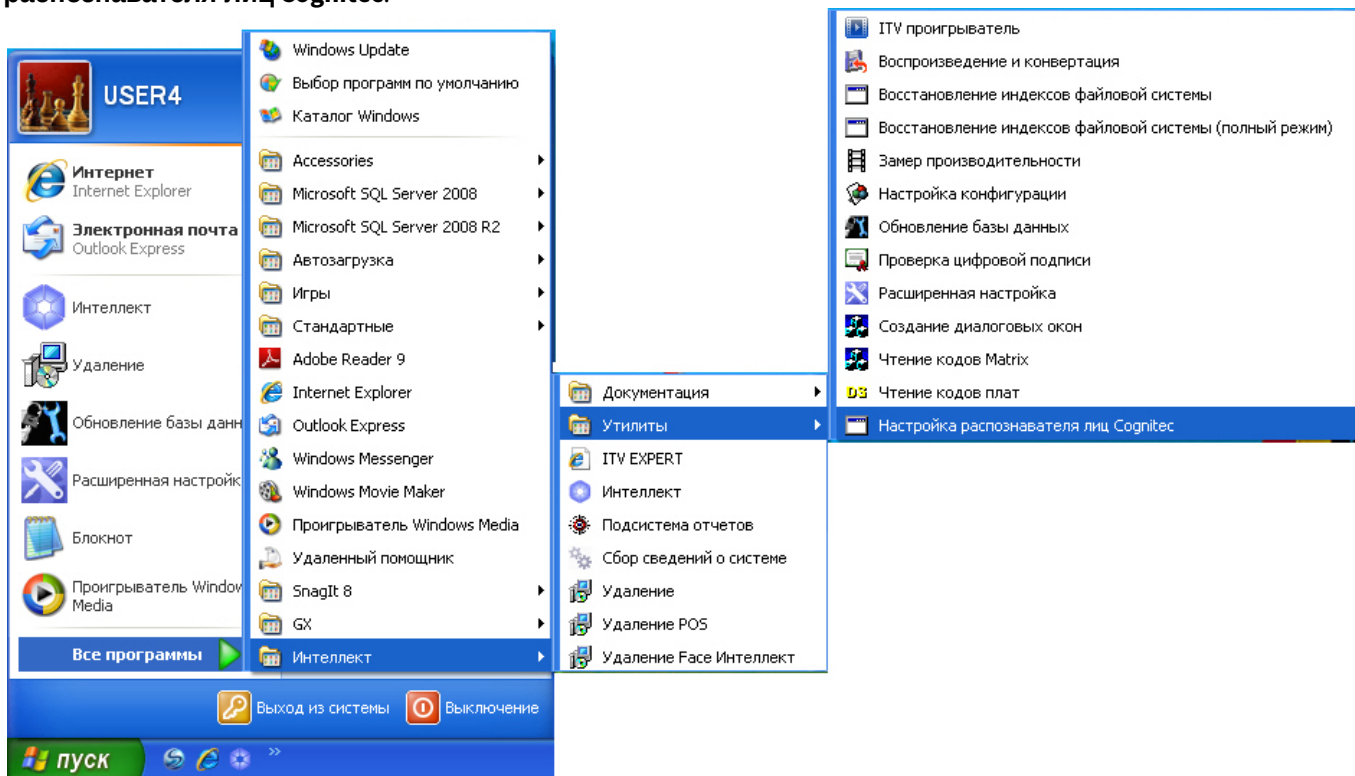 распознавателя лиц Cognitec.
USER4
Интернет
Internet Explorer
Электронная почта
Outlook Express
Интеллект
Удаление
Обновление базы данн
Расширенная настройк
Блокнот
Проигрыватель Window
Media
Все программы
Выход из системы
Выключение
пуск
Windows Update
Выбор программ по умолчанию
Каталог Windows
Accessories
Microsoft SQL Server 2008
Microsoft SQL Server 2008 R2
Автозагрузка
Игры
Стандартные
Adobe Reader 9
Internet Explorer
Outlook Express
Windows Messenger
Windows Movie Maker
Проигрыватель Windows Media
Удаленный помощник
SnagIt 8
GX
Интеллект
Документация
Утилиты
ITV EXPERT
Интеллект
Подсистема отчетов
Сбор сведений о системе
Удаление
Удаление POS
Удаление Face Интеллект
ITV проигрыватель
Воспроизведение и конвертация
Восстановление индексов файловой системы
Восстановление индексов файловой системы (полный режим)
Замер производительности
Настройка конфигурации
Обновление базы данных
Проверка цифровой подписи
Расширенная настройка
Создание диалоговых окон
Чтение кодов Matrix
Чтение кодов плат
Настройка распознавателя лиц Cognitec